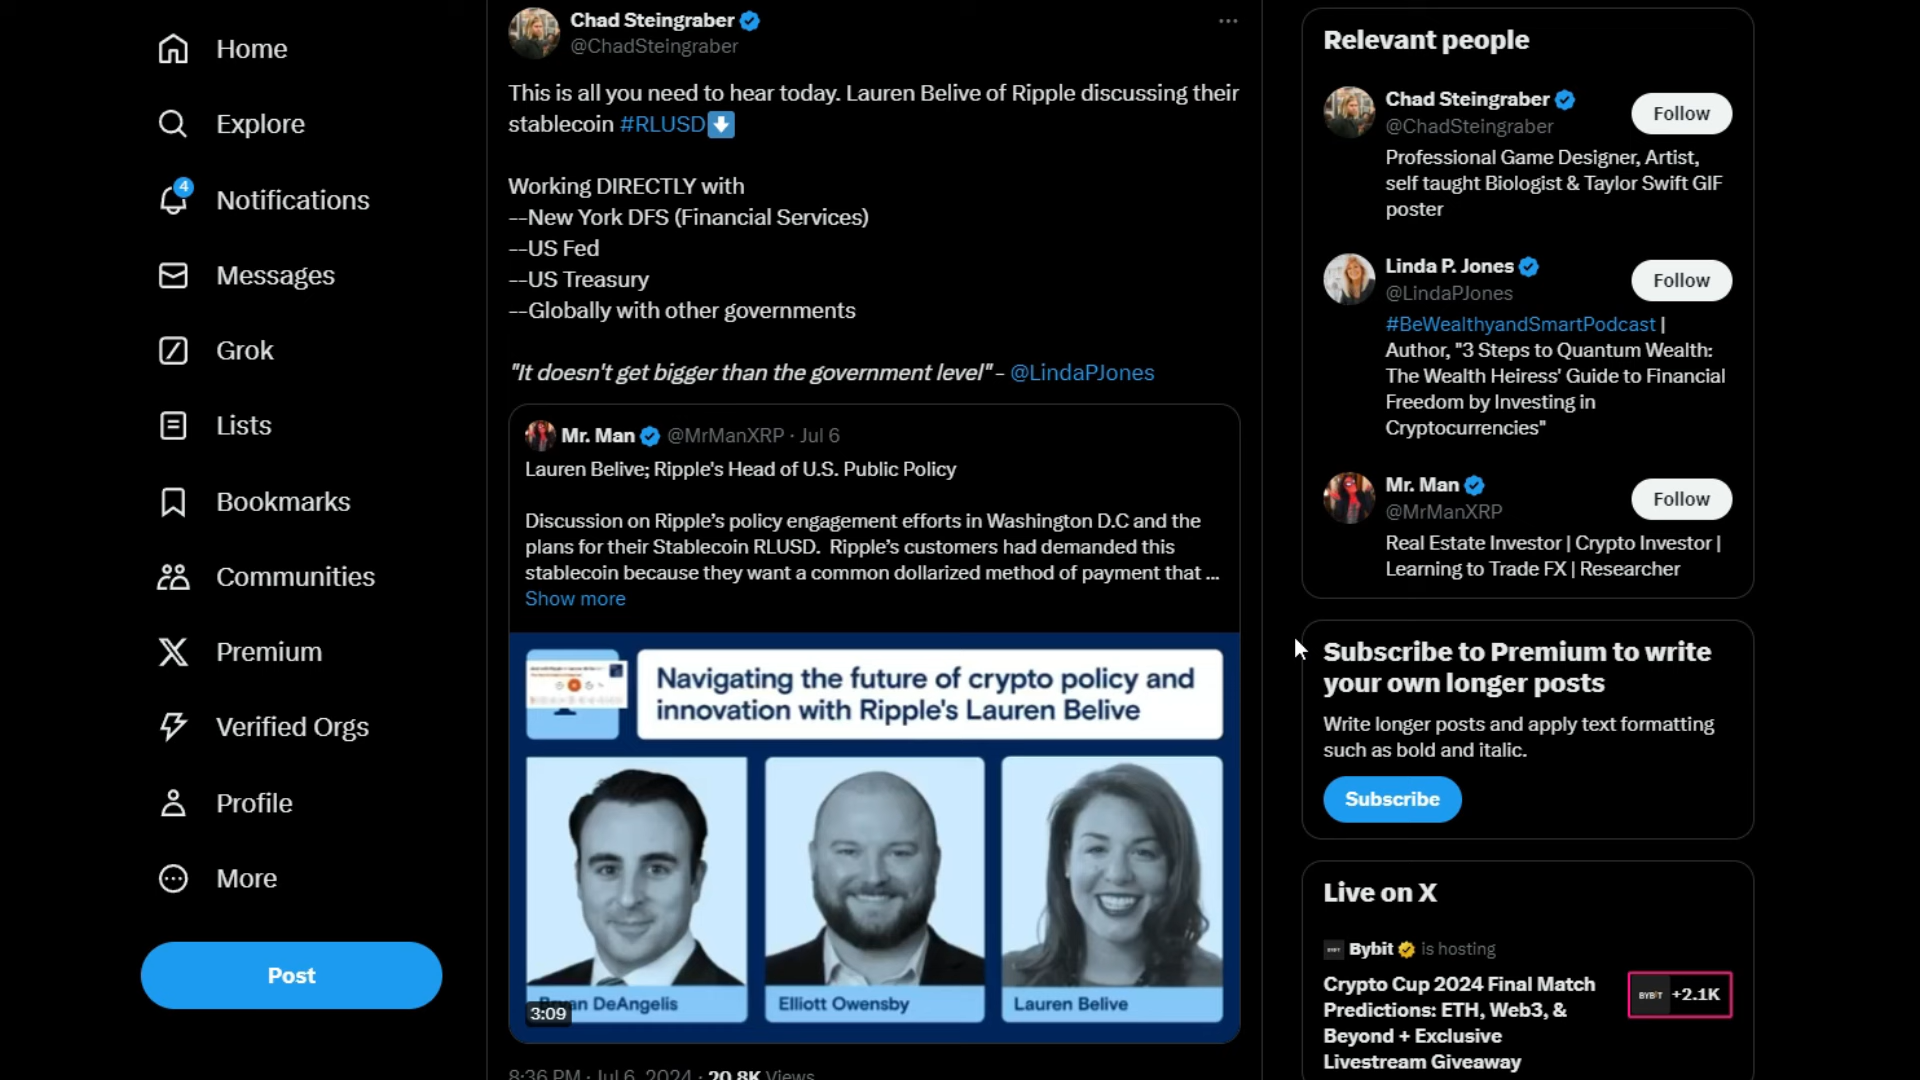 Home
Explore
4
Notifications
Messages
Grok
Lists
Bookmarks
Communities
Premium
Verified Orgs
Profile
More
Post
Chad Steingraber
@ChadSteingraber
This is all you need to hear today. Lauren Belive of Ripple discussing their
stablecoin #RLUSD⬇️
Working DIRECTLY with
--New York DFS (Financial Services)
--US Fed
--US Treasury
--Globally with other governments
"It doesn't get bigger than the government level" - @LindaPJones
Mr. Man @MrManXRP · Jul 6
Lauren Belive; Ripple's Head of U.S. Public Policy
Discussion on Ripple’s policy engagement efforts in Washington D.C and the
plans for their Stablecoin RLUSD. Ripple’s customers had demanded this
stablecoin because they want a common dollarized method of payment that ...
Show more
Navigating the future of crypto policy and
innovation with Ripple's Lauren Belive
an DeAngelis
Elliott Owensby
Lauren Belive
3:09
8:36 PM · Jul 6, 2024 · 20.8K Views
Relevant people
Chad Steingraber
@ChadSteingraber
Follow
Professional Game Designer, Artist,
self taught Biologist & Taylor Swift GIF
poster
Linda P. Jones
@LindaPJones
Follow
#BeWealthyandSmartPodcast |
Author, "3 Steps to Quantum Wealth:
The Wealth Heiress' Guide to Financial
Freedom by Investing in
Cryptocurrencies"
Mr. Man
@MrManXRP
Follow
Real Estate Investor | Crypto Investor |
Learning to Trade FX | Researcher
Subscribe to Premium to write
your own longer posts
Write longer posts and apply text formatting
such as bold and italic.
Subscribe
Live on X
Bybit is hosting
Crypto Cup 2024 Final Match
Predictions: ETH, Web3, &
Beyond + Exclusive
Livestream Giveaway
BYBIT +2.1K